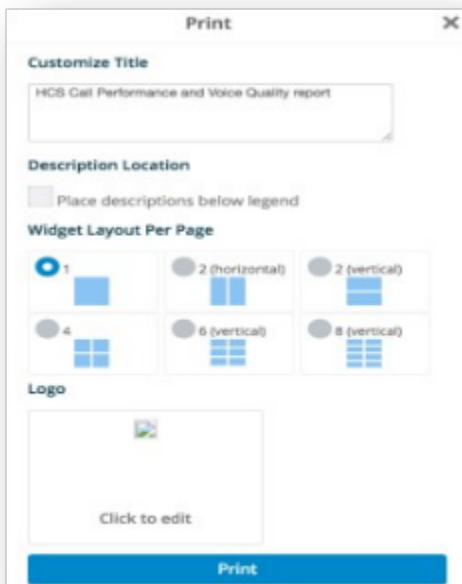 Print
Customize Title
HCS Call Performance and Voice Quality report
Description Location
Place descriptions below legend
Widget Layout Per Page
1 2 (horizontal) 2 (vertical)
4 6 (vertical) 8 (vertical)
Logo
Click to edit
Print